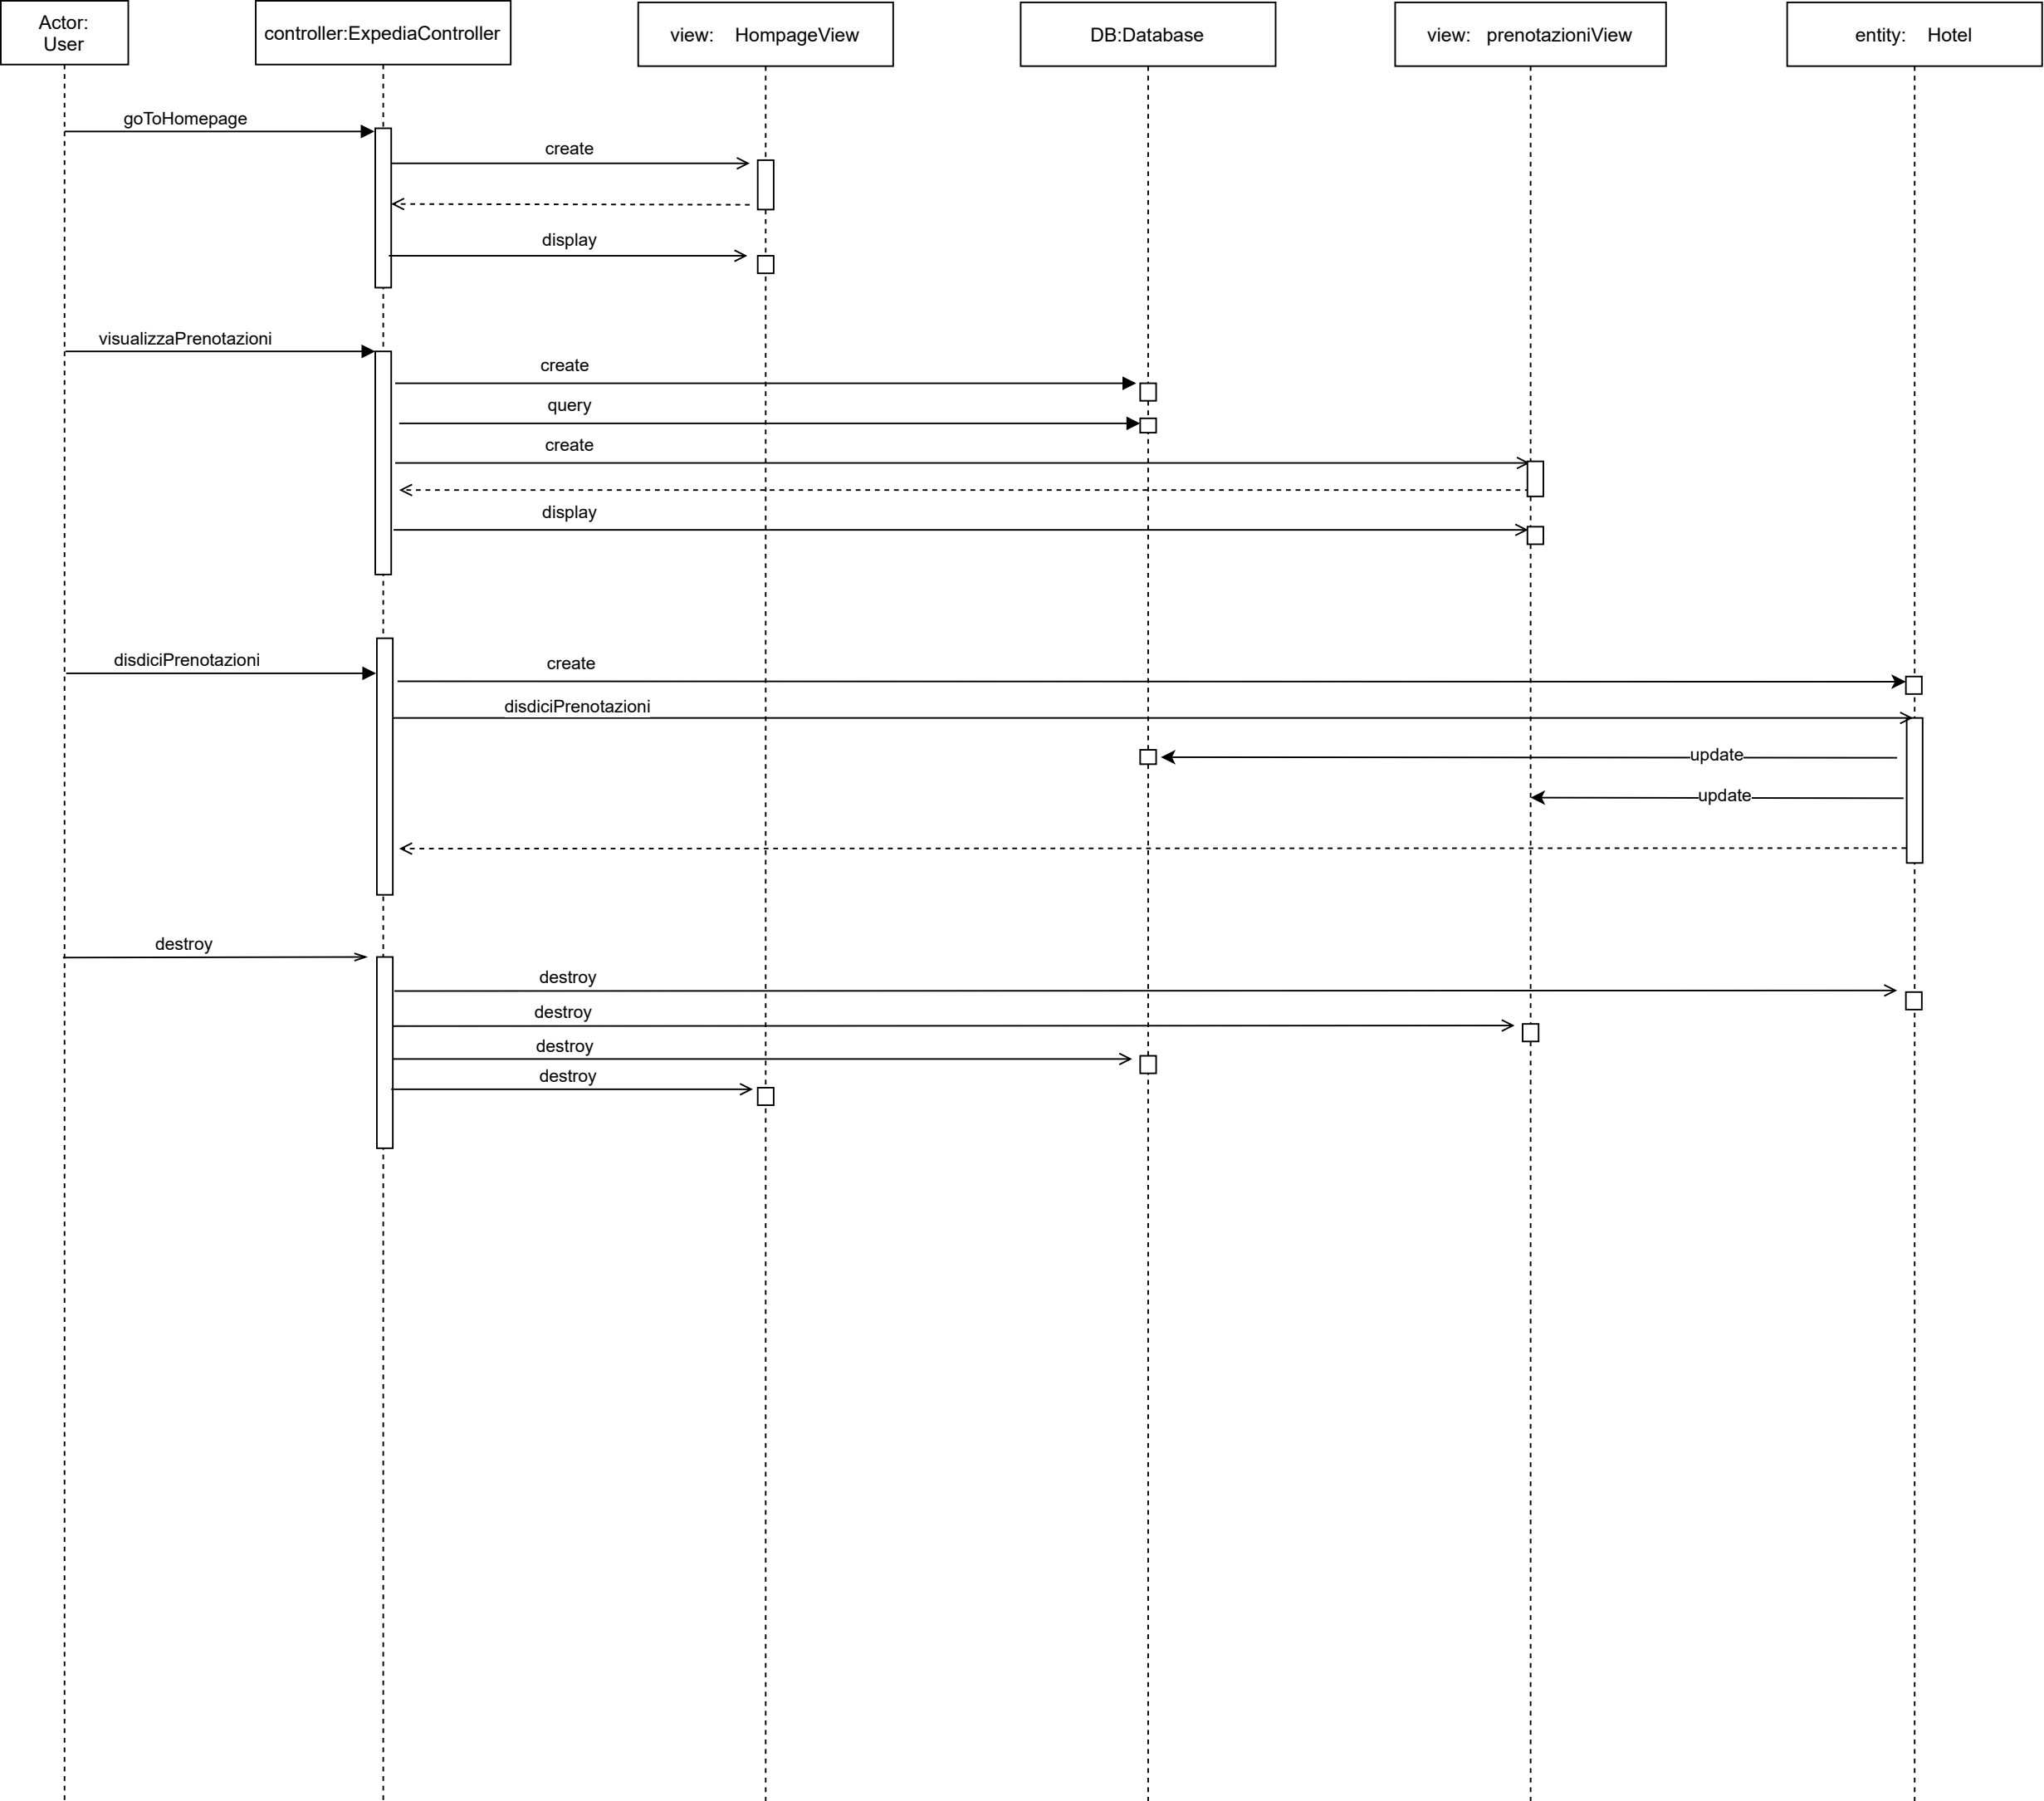 Actor:
User
controller:ExpediaController
view: HompageView
DB:Database
view: prenotazioniView
entity: Hotel
goToHomepage
create
display
visualizzaPrenotazioni
create
query
create
display
disdiciPrenotazioni
create
disdiciPrenotazioni
update
update
destroy
destroy
destroy
destroy
destroy